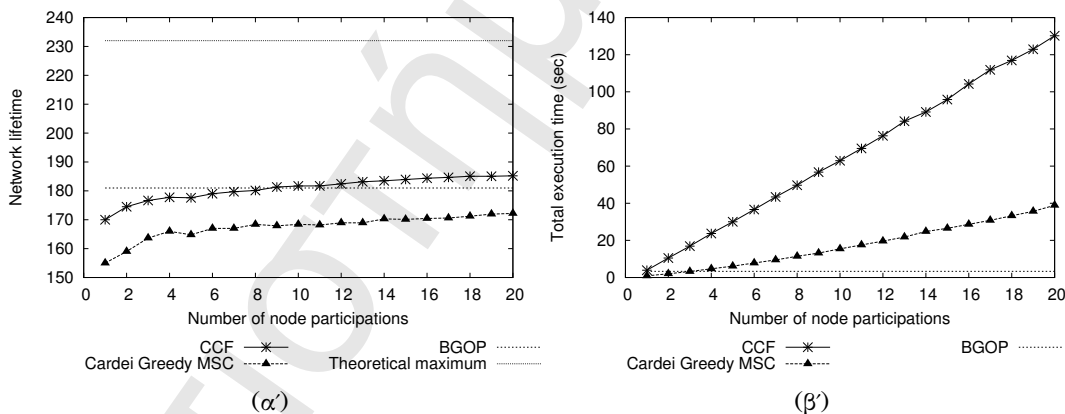 240
230
220
210
200
190
180
170
160
150
Network lifetime
0 2 4 6 8 10 12 14 16 18 20
Number of node participations
CCF
BGOP
Cardei Greedy MSC
Theoretical maximum
(α′)
140
120
100
80
60
40
20
0
Total execution time (sec)
0 2 4 6 8 10 12 14 16 18 20
Number of node participations
CCF
BGOP
Cardei Greedy MSC
(β′)